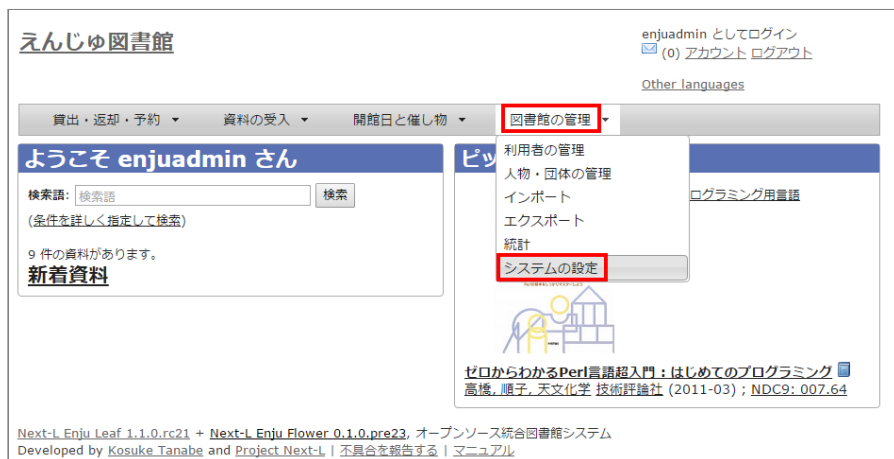 えんじゅ図書館
enjuadmin としてログイン
(0) アカウント ログアウト
Other languages
貸出・返却・予約 ▼ 資料の受入 ▼ 開館日と催し物 ▼ 図書館の管理 ▼
ようこそ enjuadmin さん
検索語: 検索語 検索
(条件を詳しく指定して検索)
9 件の資料があります。
新着資料
ピッ
利用者の管理
人物・団体の管理
インポート
エクスポート
統計
システムの設定
ログラミング用言語
ゼロからわかるPerl言語超入門 : はじめてのプログラミング
高橋, 順子, 天文化学 技術評論社 (2011-03) ; NDC9: 007.64
Next-L Enju Leaf 1.1.0.rc21 + Next-L Enju Flower 0.1.0.pre23, オープンソース統合図書館システム
Developed by Kosuke Tanabe and Project Next-L | 不具合を報告する | マニュアル